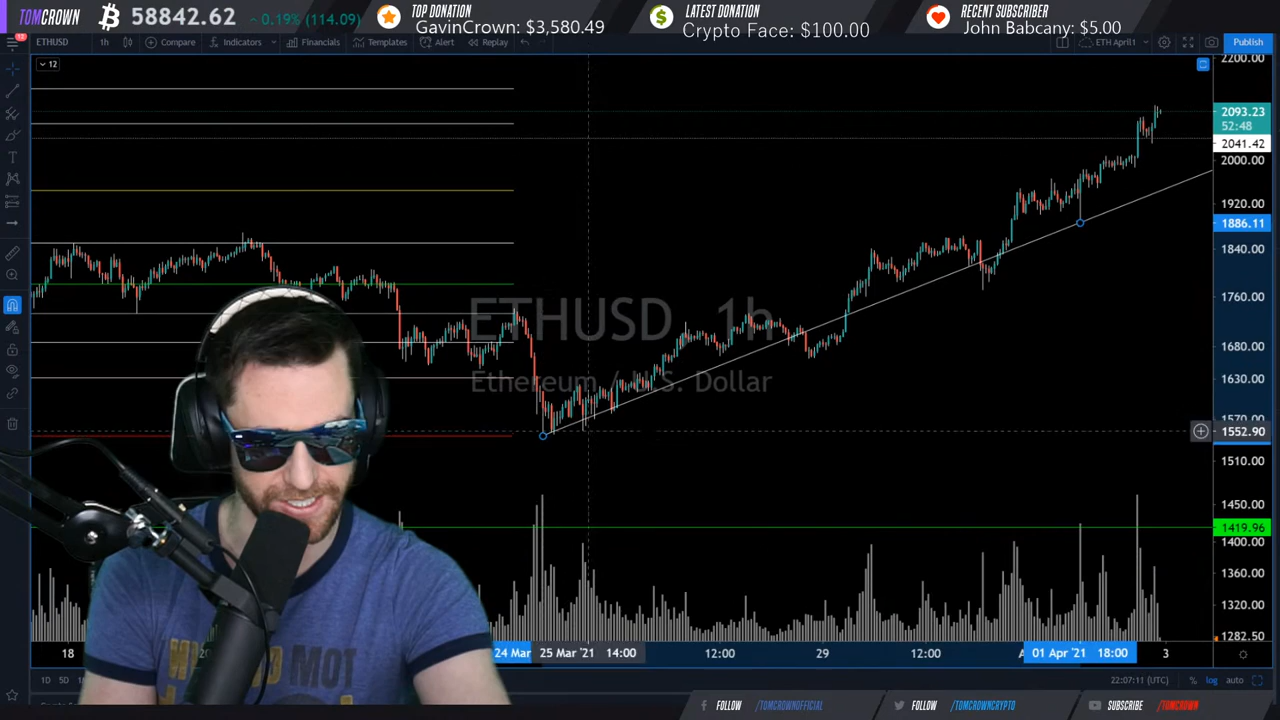 TOMCROWN
58842.62
0.19% (114.09)
TOP DONATION
GavinCrown: $3,580.49
LATEST DONATION
Crypto Face: $100.00
RECENT SUBSCRIBER
John Babcany: $5.00
ETHUSD
1h
Compare
Indicators
Financials
Templates
Alert
Replay
ETH April1
Publish
12
2200.00
2093.23
52:48
2041.42
2000.00
1920.00
1886.11
1840.00
1760.00
1680.00
1630.00
1570.00
1552.90
1510.00
1450.00
1419.96
1400.00
1360.00
1320.00
1282.50
ETHUSD 1h
Ethereum / U.S. Dollar
MOT
18
24 Mar
25 Mar '21 14:00
12:00
29
12:00
01 Apr '21 18:00
3
1D
5D
22:07:11 (UTC)
%
log
auto
FOLLOW
/TOMCROWNOFFICIAL
FOLLOW
/TOMCROWNCRYPTO
SUBSCRIBE
/TOMCROWN